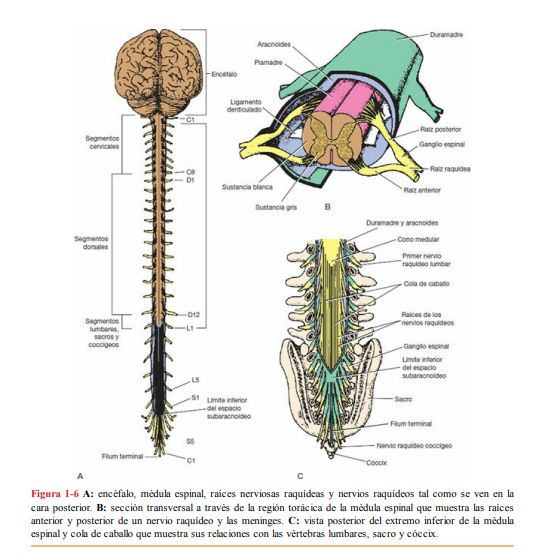 Encéfalo
C1
Segmentos
cervicales
C8
D1
Segmentos
dorsales
D12
Segmentos
lumbares,
sacros y
coccígeos
L1
L5
S1
Límite inferior
del espacio
subaracnoideo
S5
Filum terminal
C1
A
Duramadre
Aracnoides
Piamadre
Ligamento
denticulado
Raíz posterior
Ganglio espinal
Raíz raquídea
Raíz anterior
Sustancia blanca
Sustancia gris
B
Duramadre y aracnoides
Cono medular
Primer nervio
raquídeo lumbar
Cola de caballo
Raíces de los
nervios raquídeos
Ganglio espinal
Límite inferior
del espacio
subaracnoideo
Sacro
Filum terminal
Nervio raquídeo coccígeo
Cóccix
C
Figura 1-6 A: encèfalo, mèdula espinal, raíces nerviosas raquídeas y nervios raquídeos tal como se ven en la
cara posterior. B: sección transversal a través de la región torácica de la mèdula espinal que muestra las raíces
anterior y posterior de un nervio raquídeo y las meninges. C: vista posterior del extremo inferior de la mèdula
espinal y cola de caballo que muestra sus relaciones con las vèrtebras lumbares, sacro y cóccix.